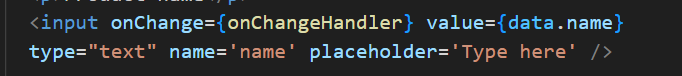 <input onChange={onChangeHandler} value={data.name}
type="text" name='name' placeholder='Type here' />